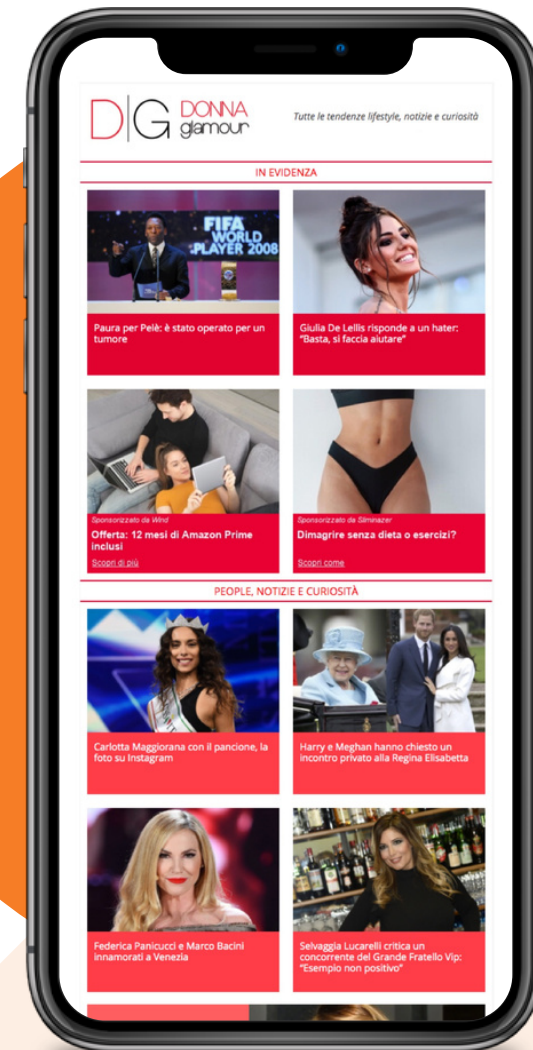 D|G DONNA
glamour
Tutte le tendenze lifestyle, notizie e curiosità
IN EVIDENZA
FIFA
WORLD
PLAYER 2008
Paura per Pelè: è stato operato per un
tumore
Giulia De Lellis risponde a un hater:
“Basta, si faccia aiutare”
Sponsorizzato da Wind
Offerta: 12 mesi di Amazon Prime
inclusi
Scopri di più
Sponsorizzato da Sliminazer
Dimagrire senza dieta o esercizi?
Scopri come
PEOPLE, NOTIZIE E CURIOSITÀ
Carlotta Maggiorana con il pancione, la
foto su Instagram
Harry e Meghan hanno chiesto un
incontro privato alla Regina Elisabetta
Federica Panicucci e Marco Bacini
innamorati a Venezia
Selvaggia Lucarelli critica un
concorrente del Grande Fratello Vip:
“Esempio non positivo”